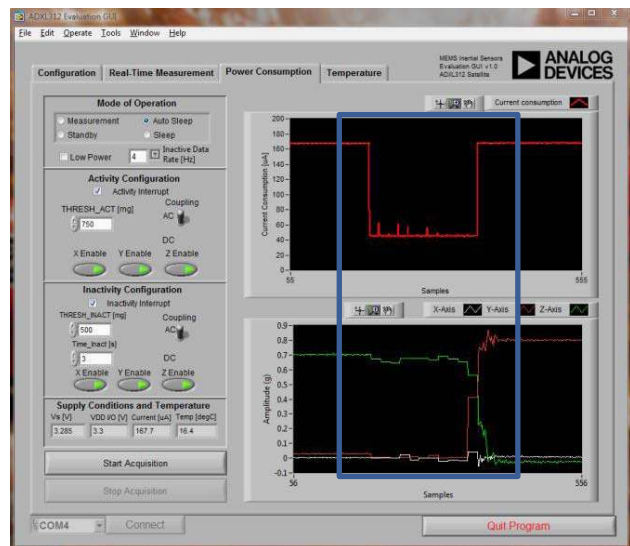 ADXL312 Evaluation GUI
File Edit Operate Tools Window Help
Configuration Real-Time Measurement Power Consumption Temperature
MEMS Inertial Sensors
Evaluation GUI v1.0
ADXL312 Satellite
ANALOG
DEVICES
Mode of Operation
Measurement Auto Sleep
Standby Sleep
Low Power 4 Inactive Data
Rate [Hz]
Activity Configuration
Activity Interrupt
THRESH_ACT [mg] Coupling
750 AC
DC
X Enable Y Enable Z Enable
Inactivity Configuration
Inactivity Interrupt
THRESH_INACT [mg] Coupling
500 AC
Time_Inact [s]
3 DC
X Enable Y Enable Z Enable
Supply Conditions and Temperature
Vs [V] VDD I/O [V] Current [uA] Temp [degC]
3.285 3.3 167.7 16.4
Start Acquisition
Stop Acquisition
COM4 Connect
Current consumption
Current Consumption [uA]
200
180
160
140
120
100
80
60
40
20
0
55 555
Samples
X-Axis Y-Axis Z-Axis
Amplitude (g)
0.9
0.8
0.7
0.6
0.5
0.4
0.3
0.2
0.1
0
-0.1
56 556
Samples
Quit Program